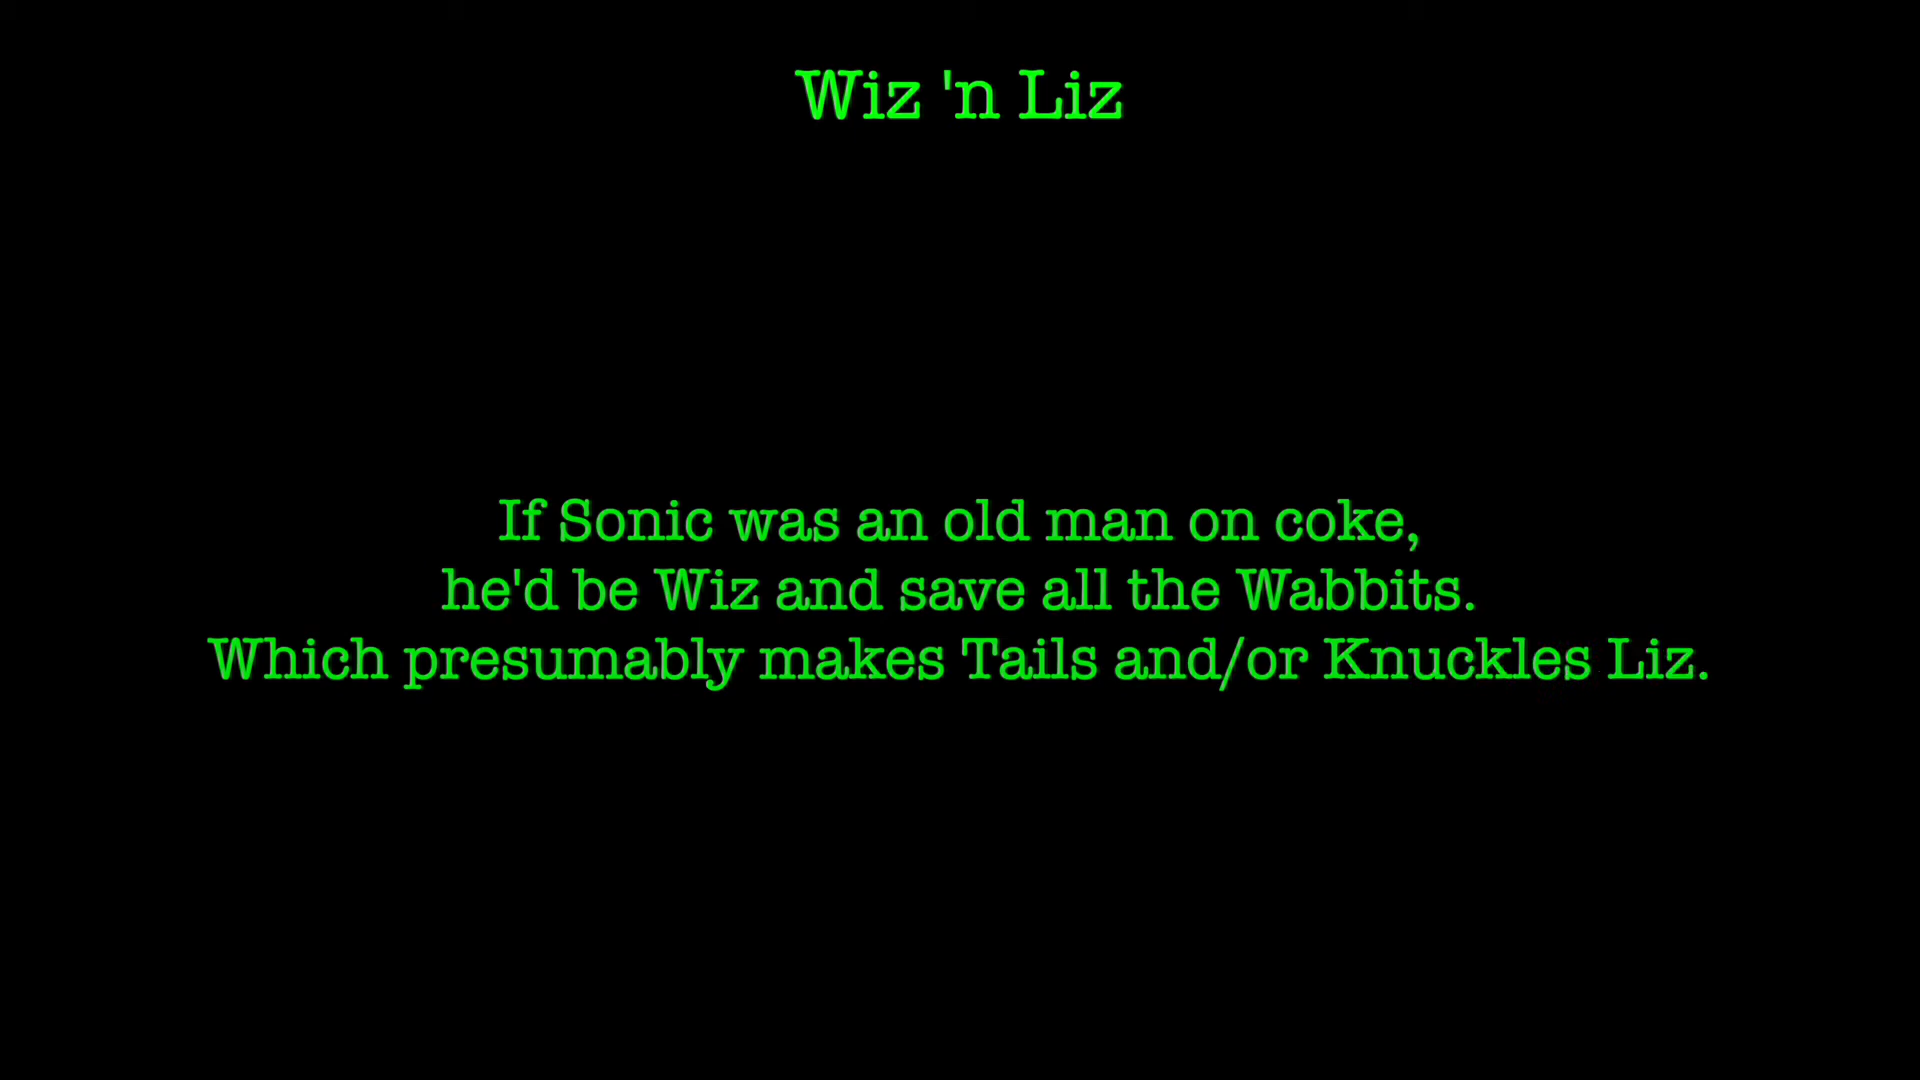 Wiz 'n Liz
If Sonic was an old man on coke,
he'd be Wiz and save all the Wabbits.
Which presumably makes Tails and/or Knuckles Liz.